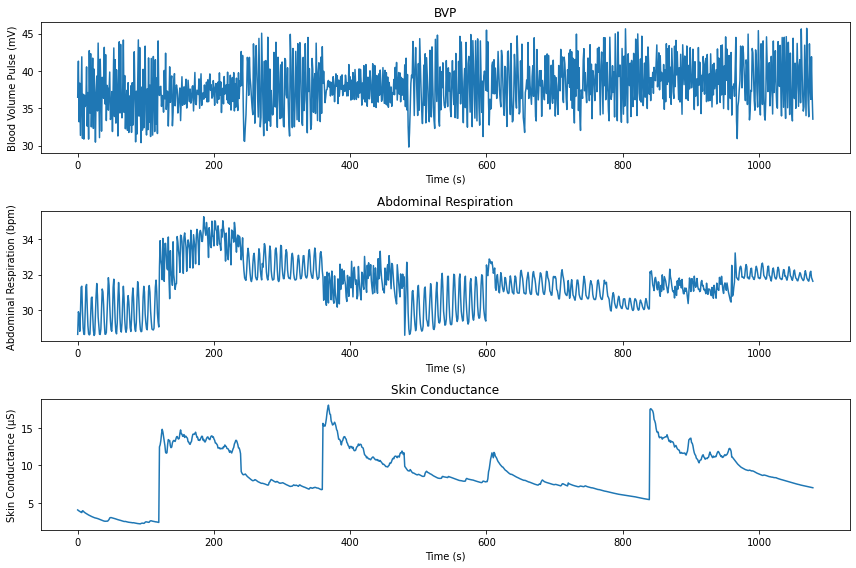 BVP
Blood Volume Pulse (mV)
45
40
35
30
0 200 400 600 800 1000
Time (s)
Abdominal Respiration
Abdominal Respiration (bpm)
34
32
30
0 200 400 600 800 1000
Time (s)
Skin Conductance
Skin Conductance (μS)
15
10
5
0 200 400 600 800 1000
Time (s)